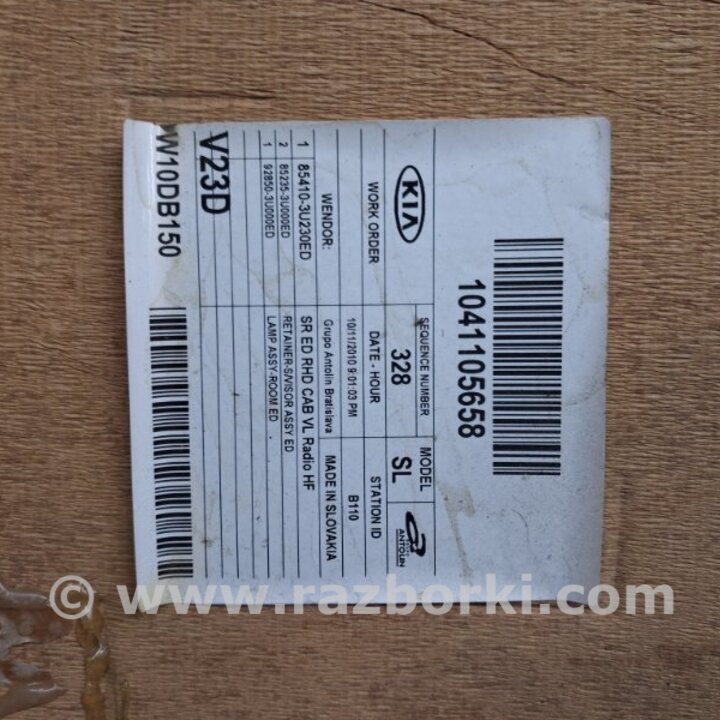 1041105658
KIA
SEQUENCE NUMBER
328
MODEL
SL
GRUPO ANTOLIN
WORK ORDER
DATE - HOUR
10/11/2010 9:01:03 PM
STATION ID
B110
WENDOR:
Grupo Antolin Bratislava
MADE IN SLOVAKIA
1 85410-3U230ED SR ED RHD CAB VL Radio HF
2 85235-3U000ED RETAINER-S/VISOR ASSY ED
1 92850-3U000ED LAMP ASSY-ROOM ED
V23D
W10DB150
© www.razborki.com